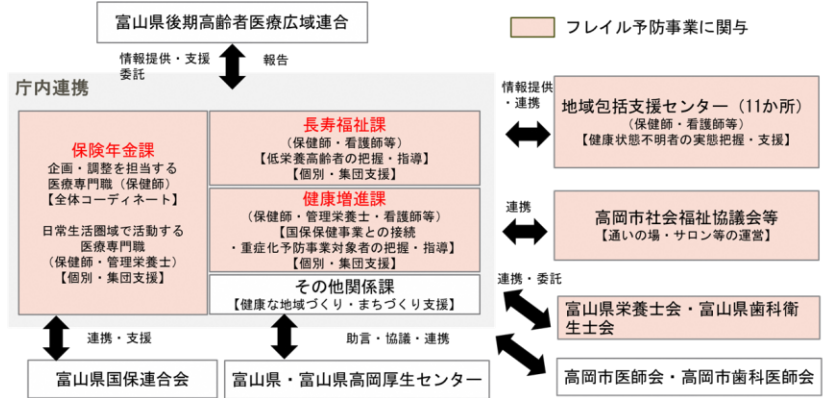 富山県後期高齢者医療広域連合
フレイル予防事業に関与
情報提供・支援
委託
報告
庁内連携
保険年金課
企画・調整を担当する
医療専門職（保健師）
【全体コーディネート】
日常生活圏域で活動する
医療専門職
（保健師・管理栄養士）
【個別・集団支援】
長寿福祉課
（保健師・看護師等）
【低栄養高齢者の把握・指導】
【個別・集団支援】
健康増進課
（保健師・管理栄養士・看護師等）
【国保保健事業との接続
・重症化予防事業対象者の把握・指導】
【個別・集団支援】
その他関係課
【健康な地域づくり・まちづくり支援】
情報提供
・連携
地域包括支援センター（11か所）
（保健師・看護師等）
【健康状態不明者の実態把握・支援】
連携
高岡市社会福祉協議会等
【通いの場・サロン等の運営】
連携・委託
富山県栄養士会・富山県歯科衛
生士会
高岡市医師会・高岡市歯科医師会
連携・支援
助言・協議・連携
富山県国保連合会
富山県・富山県高岡厚生センター